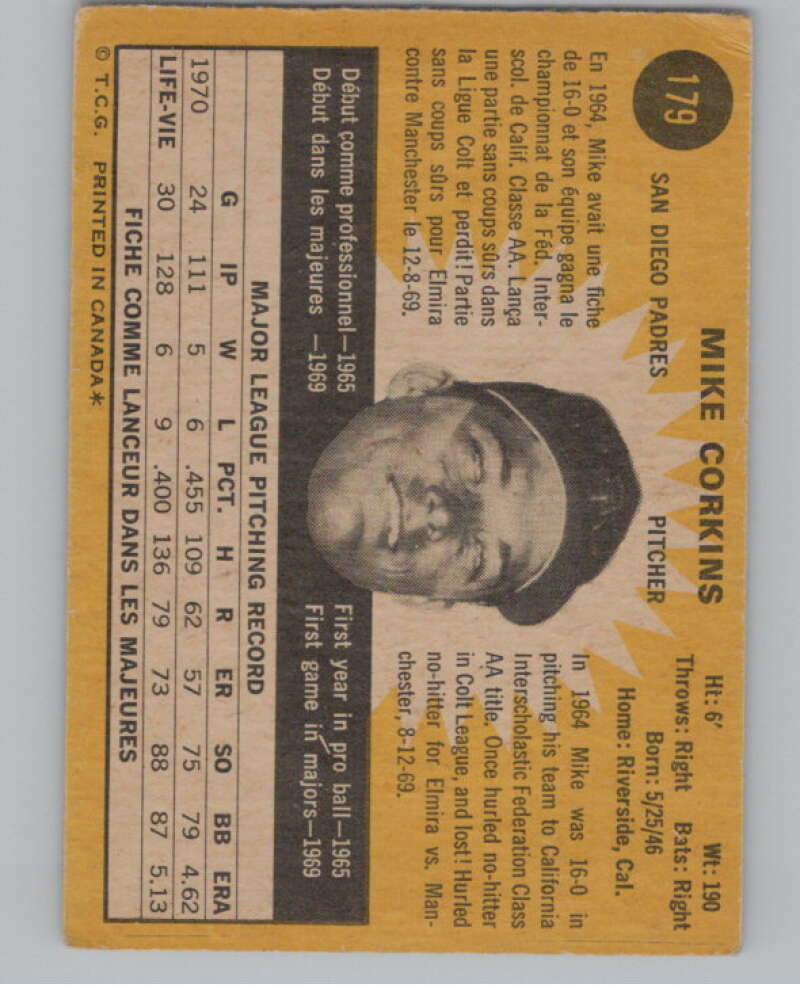 179
MIKE CORKINS
SAN DIEGO PADRES PITCHER
Ht: 6′ Wt: 190
Throws: Right Bats: Right
Born: 5/25/46
Home: Riverside, Cal.
En 1964, Mike avait une fiche
de 16-0 et son équipe gagna le
championnat de la Féd. Inter-
scol. de Calif. Classe AA. Lança
une partie sans coups sûrs dans
la Ligue Colt et perdit! Partie
sans coups sûrs pour Elmira
contre Manchester le 12-8-69.
In 1964 Mike was 16-0 in
pitching his team to California
Interscholastic Federation Class
AA title. Once hurled no-hitter
in Colt League, and lost! Hurled
no-hitter for Elmira vs. Man-
chester, 8-12-69.
Début comme professionnel—1965
Début dans les majeures —1969
First year in pro ball—1965
First game in majors—1969
MAJOR LEAGUE PITCHING RECORD
G IP W L PCT. H R ER SO BB ERA
1970 24 111 5 6 .455 109 62 57 75 79 4.62
LIFE-VIE 30 128 6 9 .400 136 79 73 88 87 5.13
FICHE COMME LANCEUR DANS LES MAJEURES
© T.C.G. PRINTED IN CANADA*